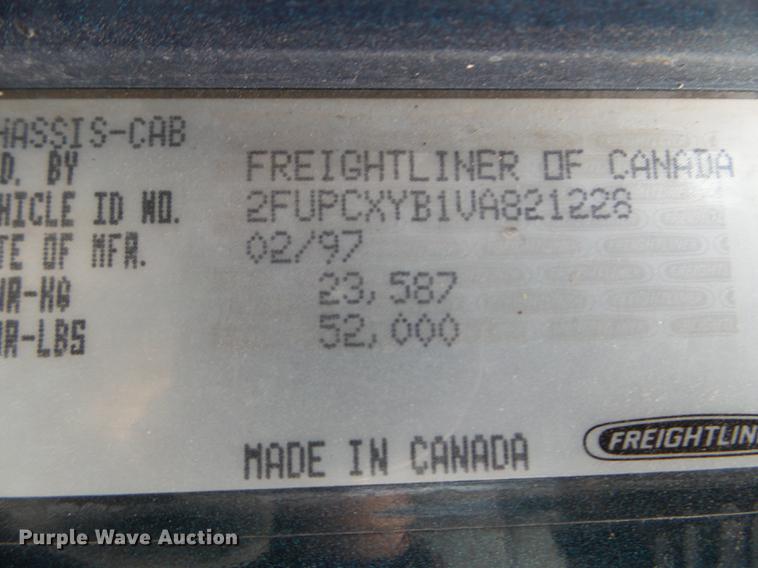 HASSIS-CAB
D. BY FREIGHTLINER OF CANADA
HICLE ID NO. 2FUPCXYB1VA821226
TE OF MFR. 02/97
WR-KG 23,587
WR-LBS 52,000
MADE IN CANADA
FREIGHTLIN
Purple Wave Auction